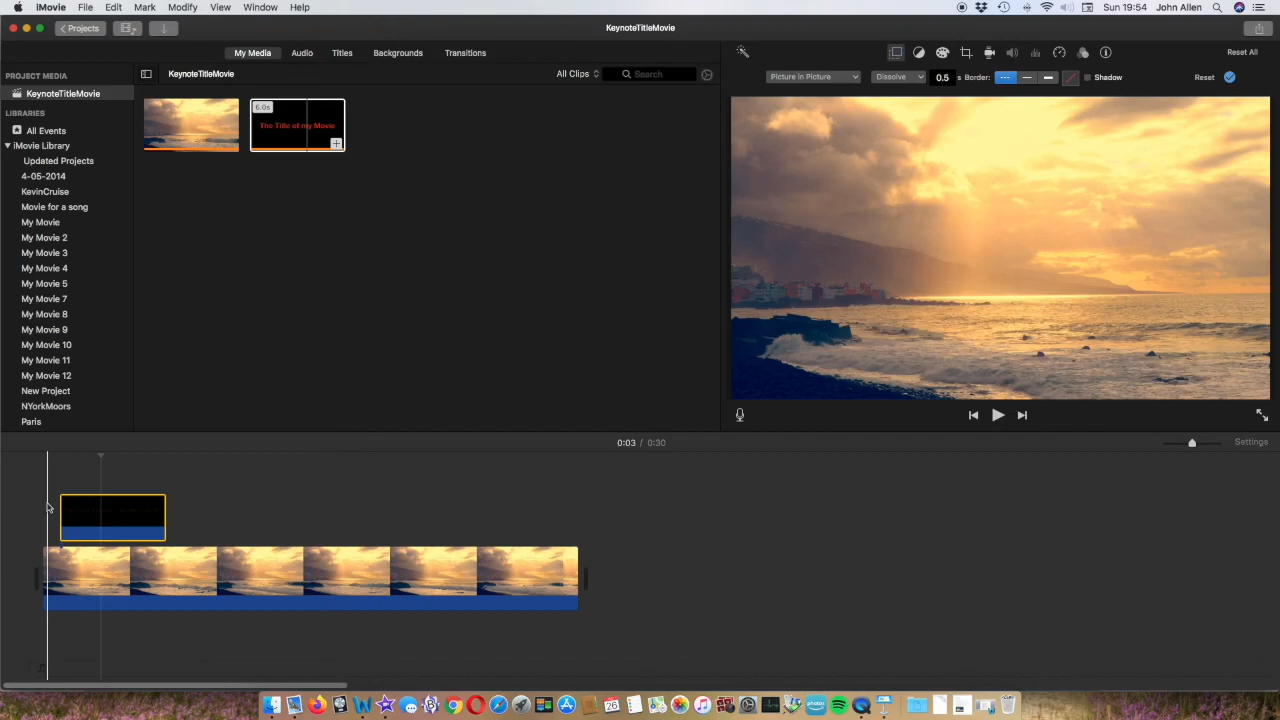 iMovie File Edit Mark Modify View Window Help Sun 19:54 John Allen
Projects KeynoteTitleMovie
My Media Audio Titles Backgrounds Transitions Reset All
PROJECT MEDIA KeynoteTitleMovie All Clips Search
Picture in Picture Dissolve 0.5 s Border: Shadow Reset
KeynoteTitleMovie
LIBRARIES
All Events
iMovie Library
Updated Projects
4-05-2014
KevinCruise
Movie for a song
My Movie
My Movie 2
My Movie 3
My Movie 4
My Movie 5
My Movie 7
My Movie 8
My Movie 9
My Movie 10
My Movie 11
My Movie 12
New Project
NYorkMoors
Paris
6.0s
The Title of my Movie
0:03 / 0:30 Settings
26
photos